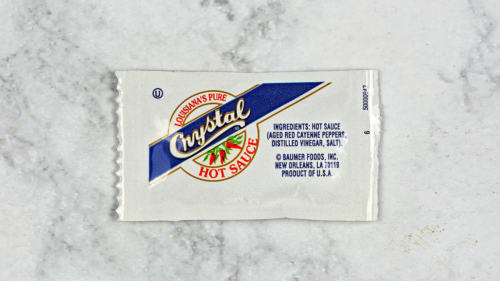 LOUISIANA'S PURE
Crystal
HOT SAUCE
INGREDIENTS: HOT SAUCE
(AGED RED CAYENNE PEPPERS,
DISTILLED VINEGAR, SALT).
© BAUMER FOODS, INC.
NEW ORLEANS, LA 70119
PRODUCT OF U.S.A.
6